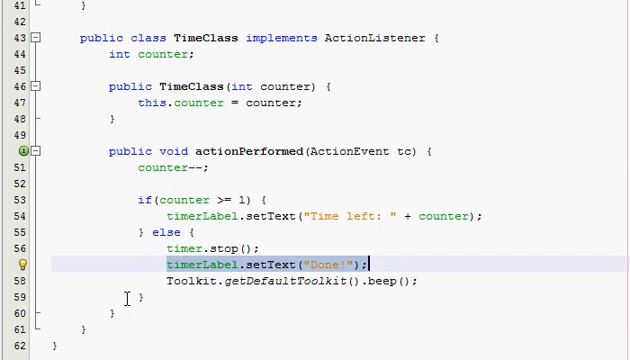 41 }
42
43 public class TimeClass implements ActionListener {
44 int counter;
45
46 public TimeClass(int counter) {
47 this.counter = counter;
48 }
49
public void actionPerformed(ActionEvent tc) {
51 counter--;
52
53 if(counter >= 1) {
54 timerLabel.setText("Time left: " + counter);
55 } else {
56 timer.stop();
timerLabel.setText("Done!");
58 Toolkit.getDefaultToolkit().beep();
59 }
60 }
61 }
62 }